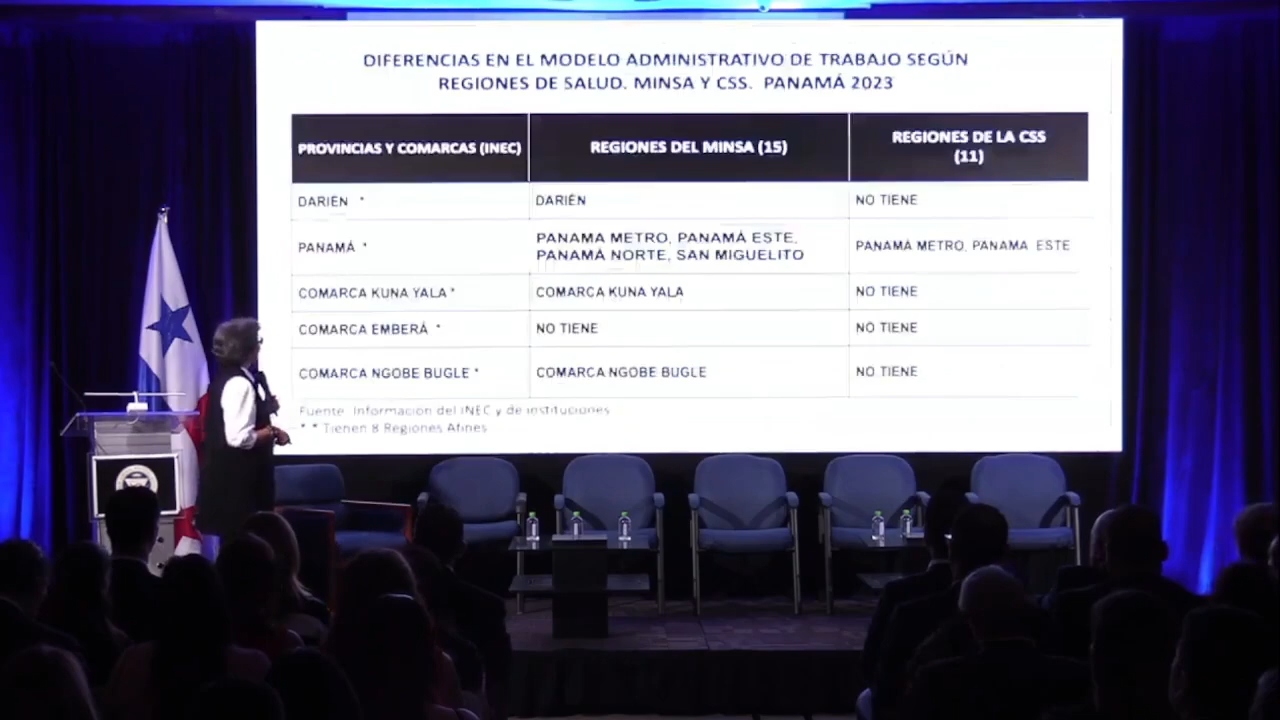 DIFERENCIAS EN EL MODELO ADMINISTRATIVO DE TRABAJO SEGÚN
REGIONES DE SALUD. MINSA Y CSS. PANAMÁ 2023
PROVINCIAS Y COMARCAS (INEC)
REGIONES DEL MINSA (15)
REGIONES DE LA CSS
(11)
DARIÉN *
DARIÉN
NO TIENE
PANAMÁ *
PANAMA METRO, PANAMÁ ESTE,
PANAMÁ NORTE, SAN MIGUELITO
PANAMÁ METRO, PANAMA ESTE
COMARCA KUNA YALA *
COMARCA KUNA YALA
NO TIENE
COMARCA EMBERÁ *
NO TIENE
NO TIENE
COMARCA NGOBE BUGLE *
COMARCA NGOBE BUGLE
NO TIENE
Fuente: Información del INEC y de instituciones
* * Tienen 8 Regiones Afines